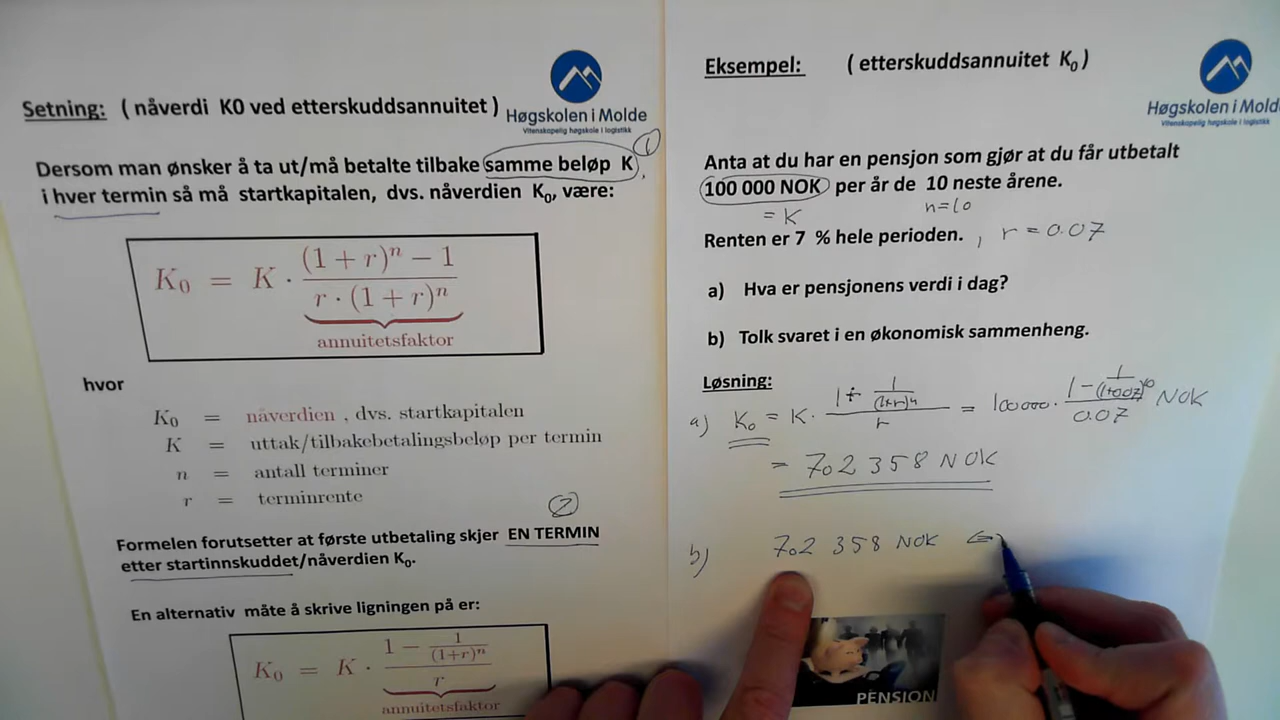 Setning: ( nåverdi K0 ved etterskuddsannuitet )
Høgskolen i Molde
Vitenskapelig høgskole i logistikk
1
Dersom man ønsker å ta ut/må betalte tilbake samme beløp K ,
i hver termin så må startkapitalen, dvs. nåverdien K₀, være:
K₀ = K · ((1 + r)ⁿ − 1) / (r · (1 + r)ⁿ)
annuitetsfaktor
hvor
K₀ = nåverdien , dvs. startkapitalen
K = uttak/tilbakebetalingsbeløp per termin
n = antall terminer
r = terminrente
2
Formelen forutsetter at første utbetaling skjer EN TERMIN
etter startinnskuddet/nåverdien K₀.
En alternativ måte å skrive ligningen på er:
K₀ = K · (1 − 1/(1+r)ⁿ) / r
annuitetsfaktor
Eksempel: ( etterskuddsannuitet K₀ )
Høgskolen i Mold
Vitenskapelig høgskole i logistikk
Anta at du har en pensjon som gjør at du får utbetalt
100 000 NOK per år de 10 neste årene.
= K n=10
Renten er 7 % hele perioden. , r = 0.07
a) Hva er pensjonens verdi i dag?
b) Tolk svaret i en økonomisk sammenheng.
Løsning:
a) K₀ = K · (1 ÷ 1/(1+r)ⁿ) / r = 100000 · (1 − 1/(1+0.07)¹⁰) / 0.07 NOK
= 702 358 NOK
b) 702 358 NOK
PENSION